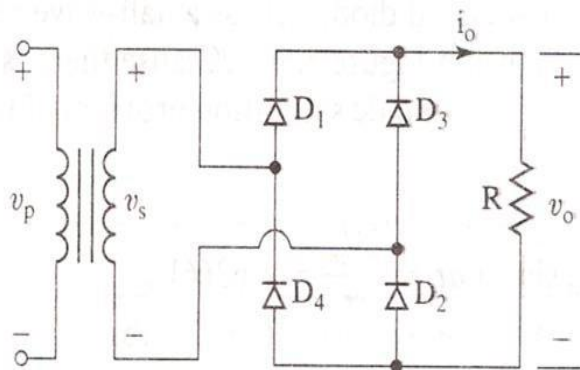 i_o
+ + +
D_1 D_3
v_p v_s R v_o
D_4 D_2
− − −